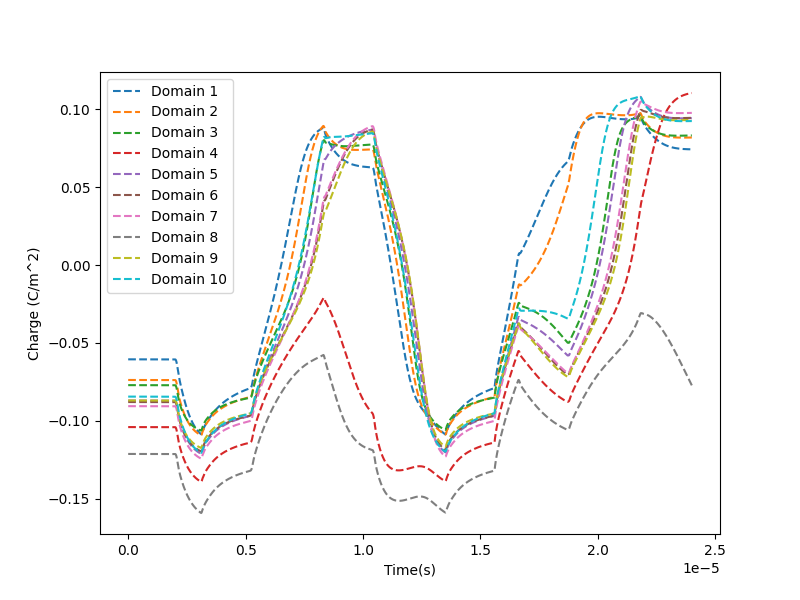 0.10
0.05
0.00
−0.05
−0.10
−0.15
Charge (C/m^2)
Domain 1
Domain 2
Domain 3
Domain 4
Domain 5
Domain 6
Domain 7
Domain 8
Domain 9
Domain 10
0.0 0.5 1.0 1.5 2.0 2.5
1e−5
Time(s)